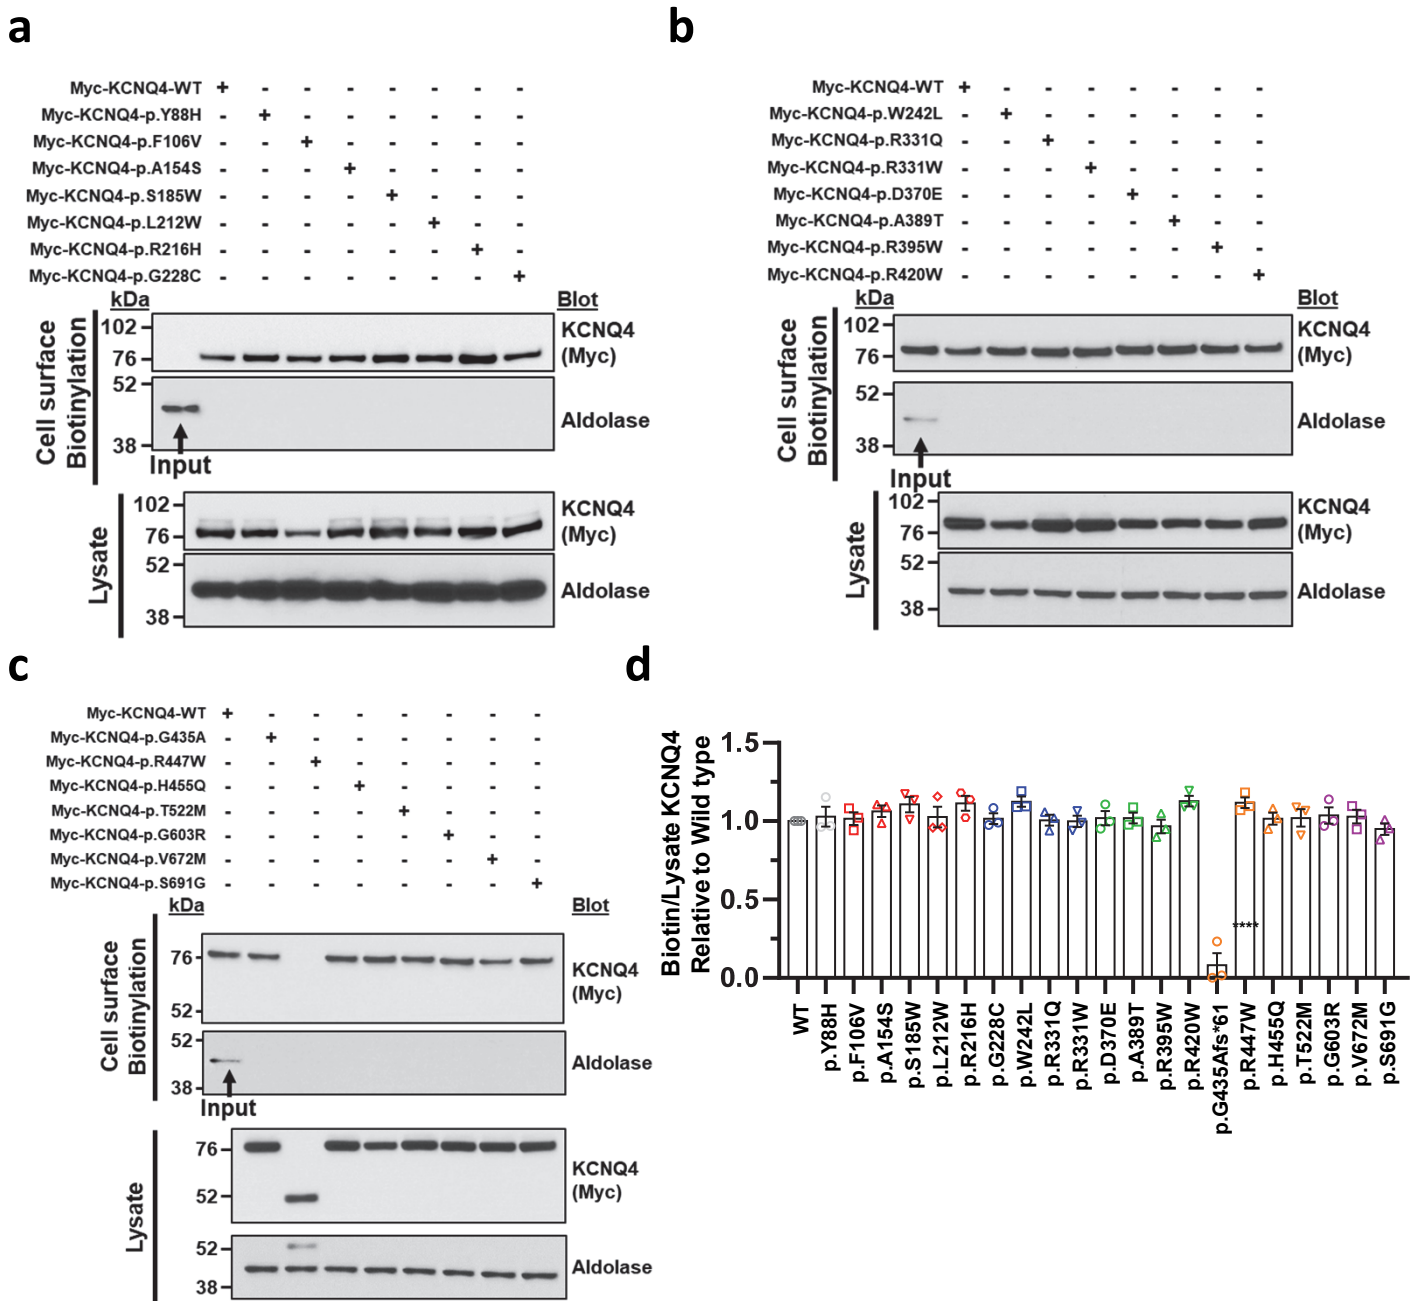 a
Myc-KCNQ4-WT + - - - - - - -
Myc-KCNQ4-p.Y88H - + - - - - - -
Myc-KCNQ4-p.F106V - - + - - - - -
Myc-KCNQ4-p.A154S - - - + - - - -
Myc-KCNQ4-p.S185W - - - - + - - -
Myc-KCNQ4-p.L212W - - - - - + - -
Myc-KCNQ4-p.R216H - - - - - - + -
Myc-KCNQ4-p.G228C - - - - - - - +
kDa
Blot
Cell surface
Biotinylation
102
76
KCNQ4
(Myc)
52
38
Aldolase
Input
Lysate
102
76
KCNQ4
(Myc)
52
38
Aldolase
b
Myc-KCNQ4-WT + - - - - - - -
Myc-KCNQ4-p.W242L - + - - - - - -
Myc-KCNQ4-p.R331Q - - + - - - - -
Myc-KCNQ4-p.R331W - - - + - - - -
Myc-KCNQ4-p.D370E - - - - + - - -
Myc-KCNQ4-p.A389T - - - - - + - -
Myc-KCNQ4-p.R395W - - - - - - + -
Myc-KCNQ4-p.R420W - - - - - - - +
kDa
Blot
Cell surface
Biotinylation
102
76
KCNQ4
(Myc)
52
38
Aldolase
Input
Lysate
102
76
KCNQ4
(Myc)
52
38
Aldolase
c
Myc-KCNQ4-WT + - - - - - - -
Myc-KCNQ4-p.G435A - + - - - - - -
Myc-KCNQ4-p.R447W - - + - - - - -
Myc-KCNQ4-p.H455Q - - - + - - - -
Myc-KCNQ4-p.T522M - - - - + - - -
Myc-KCNQ4-p.G603R - - - - - + - -
Myc-KCNQ4-p.V672M - - - - - - + -
Myc-KCNQ4-p.S691G - - - - - - - +
kDa
Blot
Cell surface
Biotinylation
76
52
KCNQ4
(Myc)
52
38
Aldolase
Input
Lysate
76
52
KCNQ4
(Myc)
52
38
Aldolase
d
Biotin/Lysate KCNQ4
Relative to Wild type
1.5
1.0
0.5
0.0
****
WT
p.Y88H
p.F106V
p.A154S
p.S185W
p.L212W
p.R216H
p.G228C
p.W242L
p.R331Q
p.R331W
p.D370E
p.A389T
p.R395W
p.R420W
p.G435Afs*61
p.R447W
p.H455Q
p.T522M
p.G603R
p.V672M
p.S691G